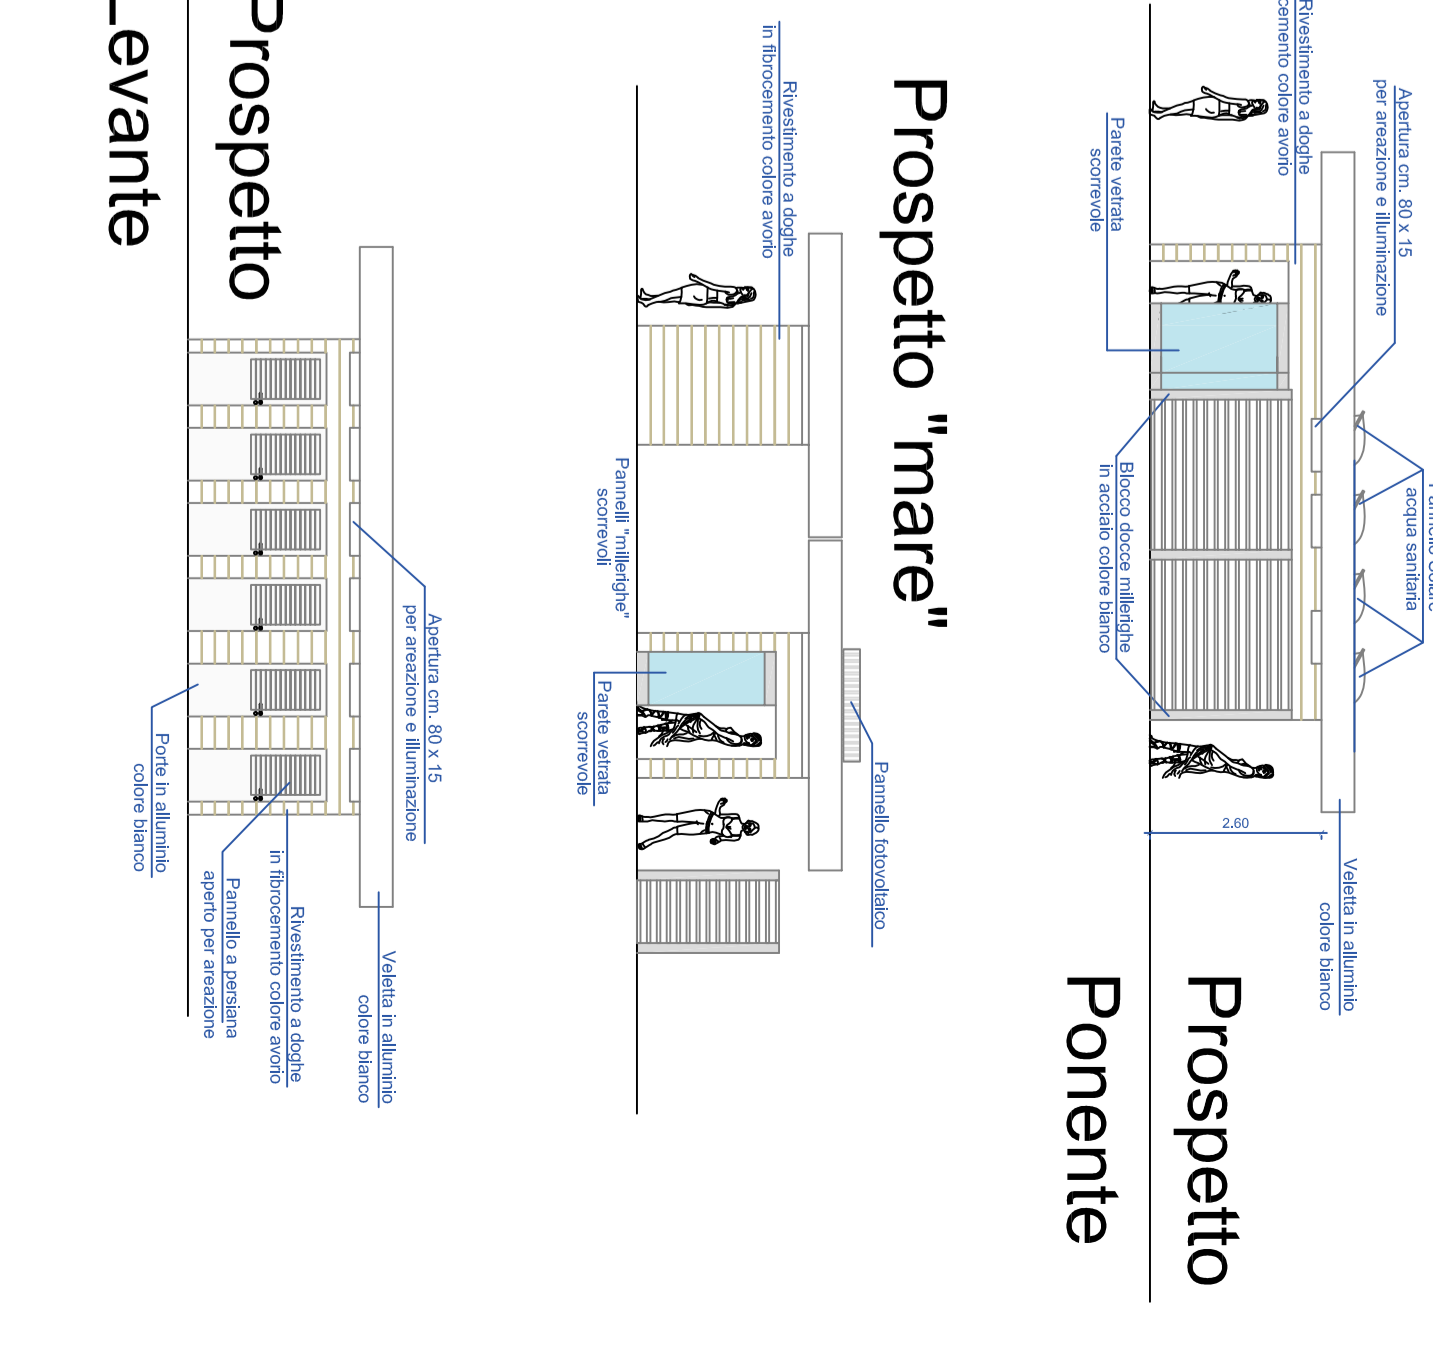 Rivestimento a doghe
cemento colore avorio
Apertura cm. 80 x 15
per areazione e illuminazione
acqua sanitaria
Parete vetrata
scorrevole
Blocco docce millerighe
in acciaio colore bianco
2.60
Veletta in alluminio
colore bianco
Prospetto
Ponente
Prospetto "mare"
Rivestimento a doghe
in fibrocemento colore avorio
Pannelli "millerighe"
scorrevoli
Parete vetrata
scorrevole
Pannello fotovoltaico
Prospetto
Levante
Apertura cm. 80 x 15
per areazione e illuminazione
Porte in alluminio
colore bianco
Pannello a persiana
aperto per areazione
Rivestimento a doghe
in fibrocemento colore avorio
Veletta in alluminio
colore bianco